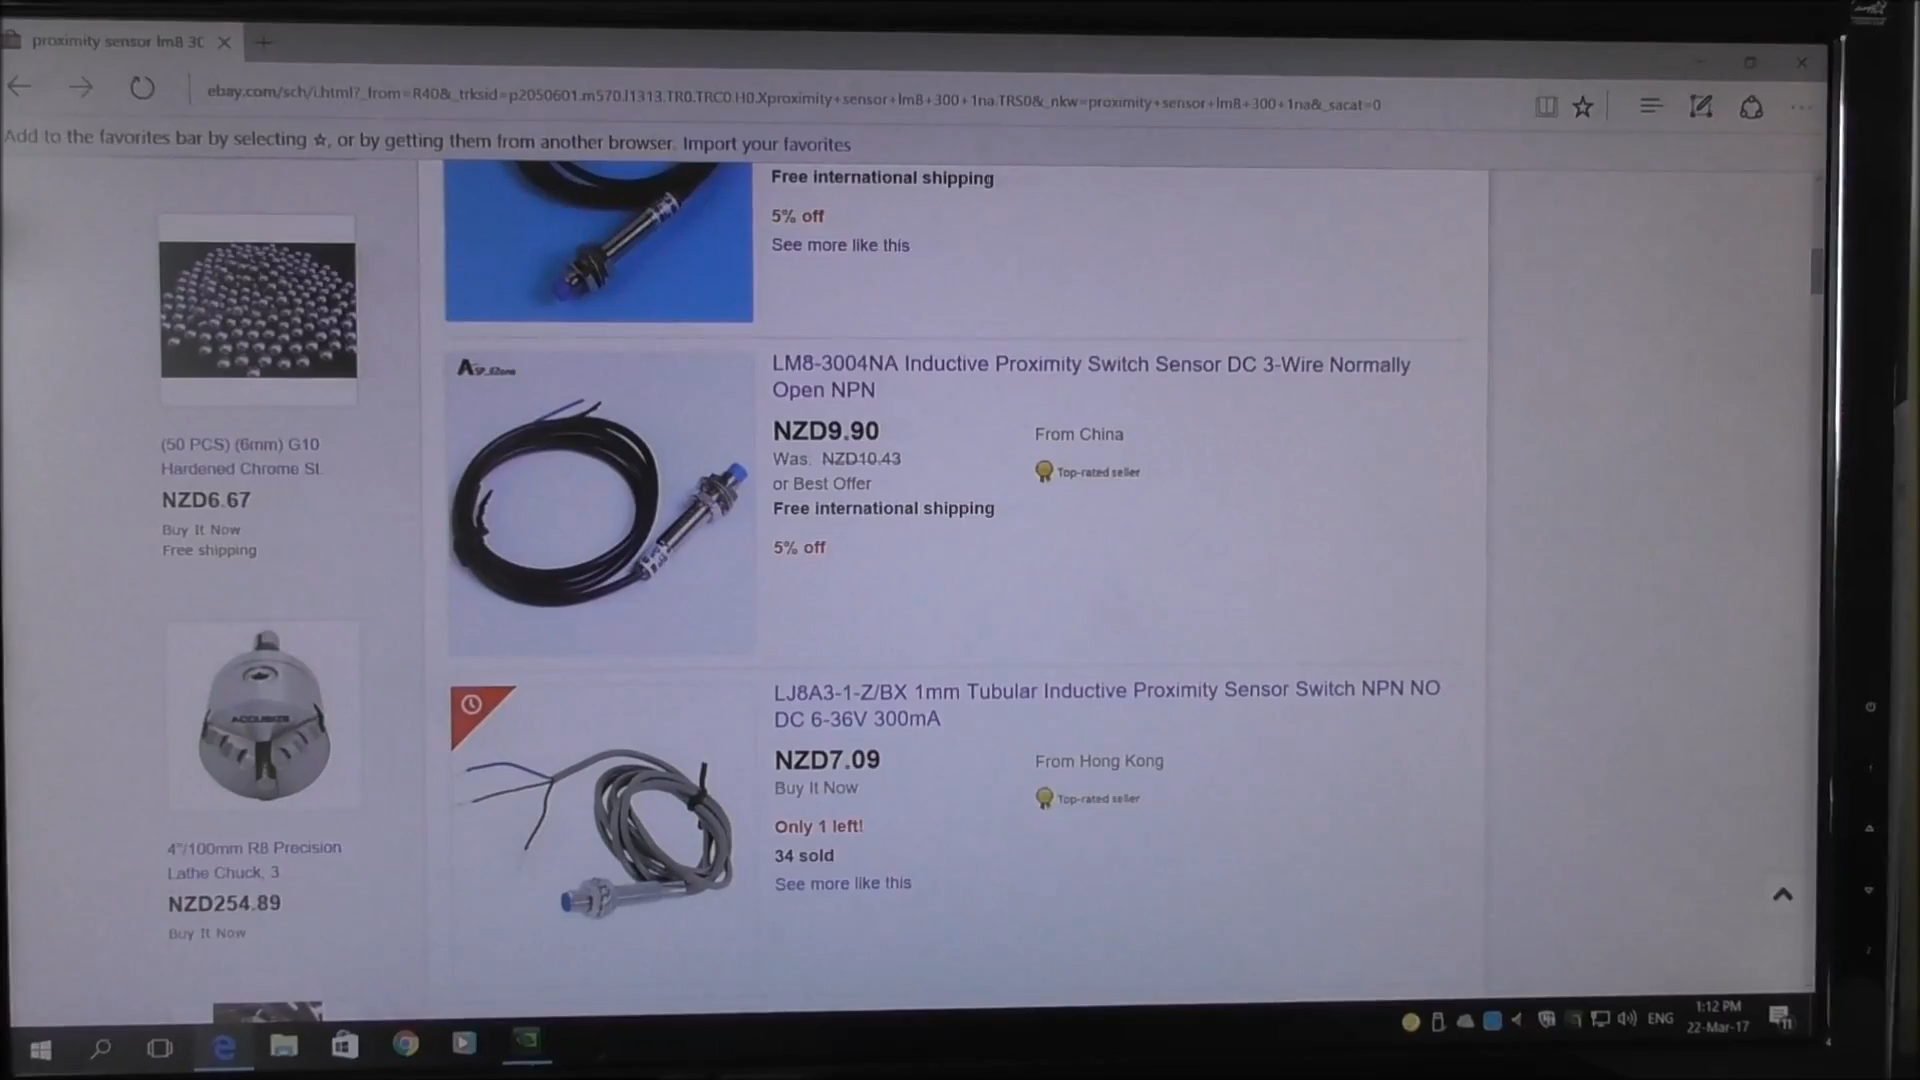 proximity sensor lm8 30
ebay.com/sch/i.html?_from=R40&_trksid=p2050601.m570.l1313.TR0.TRC0.H0.Xproximity+sensor+lm8+300+1na.TRS0&_nkw=proximity+sensor+lm8+300+1na&_sacat=0
Add to the favorites bar by selecting ☆, or by getting them from another browser. Import your favorites
Free international shipping
5% off
See more like this
(50 PCS) (6mm) G10
Hardened Chrome St.
NZD6.67
Buy It Now
Free shipping
LM8-3004NA Inductive Proximity Switch Sensor DC 3-Wire Normally
Open NPN
NZD9.90
From China
Was: NZD10.43
Top-rated seller
or Best Offer
Free international shipping
5% off
ACCUSIZE
4"/100mm R8 Precision
Lathe Chuck, 3
NZD254.89
Buy It Now
LJ8A3-1-Z/BX 1mm Tubular Inductive Proximity Sensor Switch NPN NO
DC 6-36V 300mA
NZD7.09
From Hong Kong
Buy It Now
Top-rated seller
Only 1 left!
34 sold
See more like this
ENG
1:12 PM
22-Mar-17
11